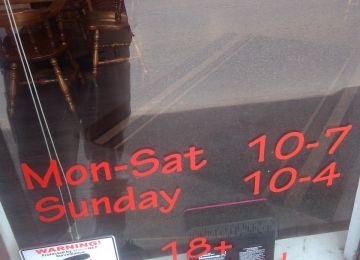 Mon-Sat 10-7
Sunday 10-4
18+
WARNING!